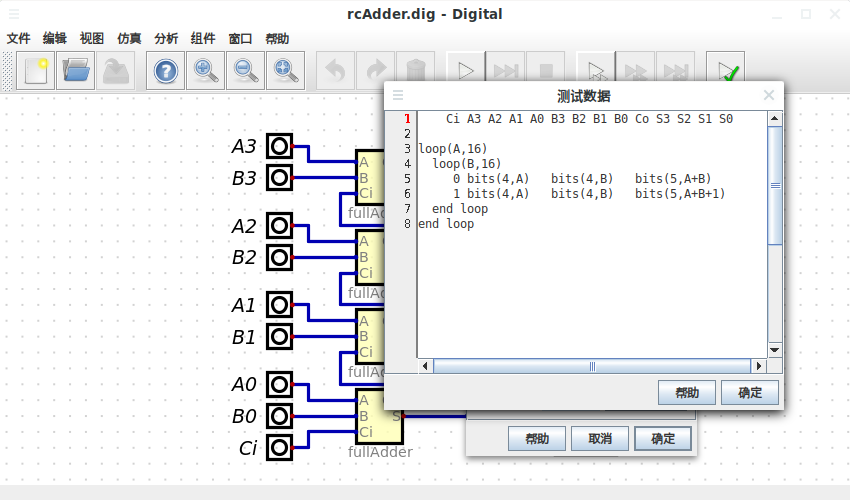 rcAdder.dig - Digital
文件 编辑 视图 仿真 分析 组件 窗口 帮助
测试数据
1 Ci A3 A2 A1 A0 B3 B2 B1 B0 Co S3 S2 S1 S0
2
3 loop(A,16)
4 loop(B,16)
5 0 bits(4,A) bits(4,B) bits(5,A+B)
6 1 bits(4,A) bits(4,B) bits(5,A+B+1)
7 end loop
8 end loop
帮助 确定
A3 A
B3 B
Ci
A2 A
B2 B
Ci
A1 A
B1 B
Ci
A0 A
B0 B S
Ci Ci
fullAdder
帮助 取消 确定